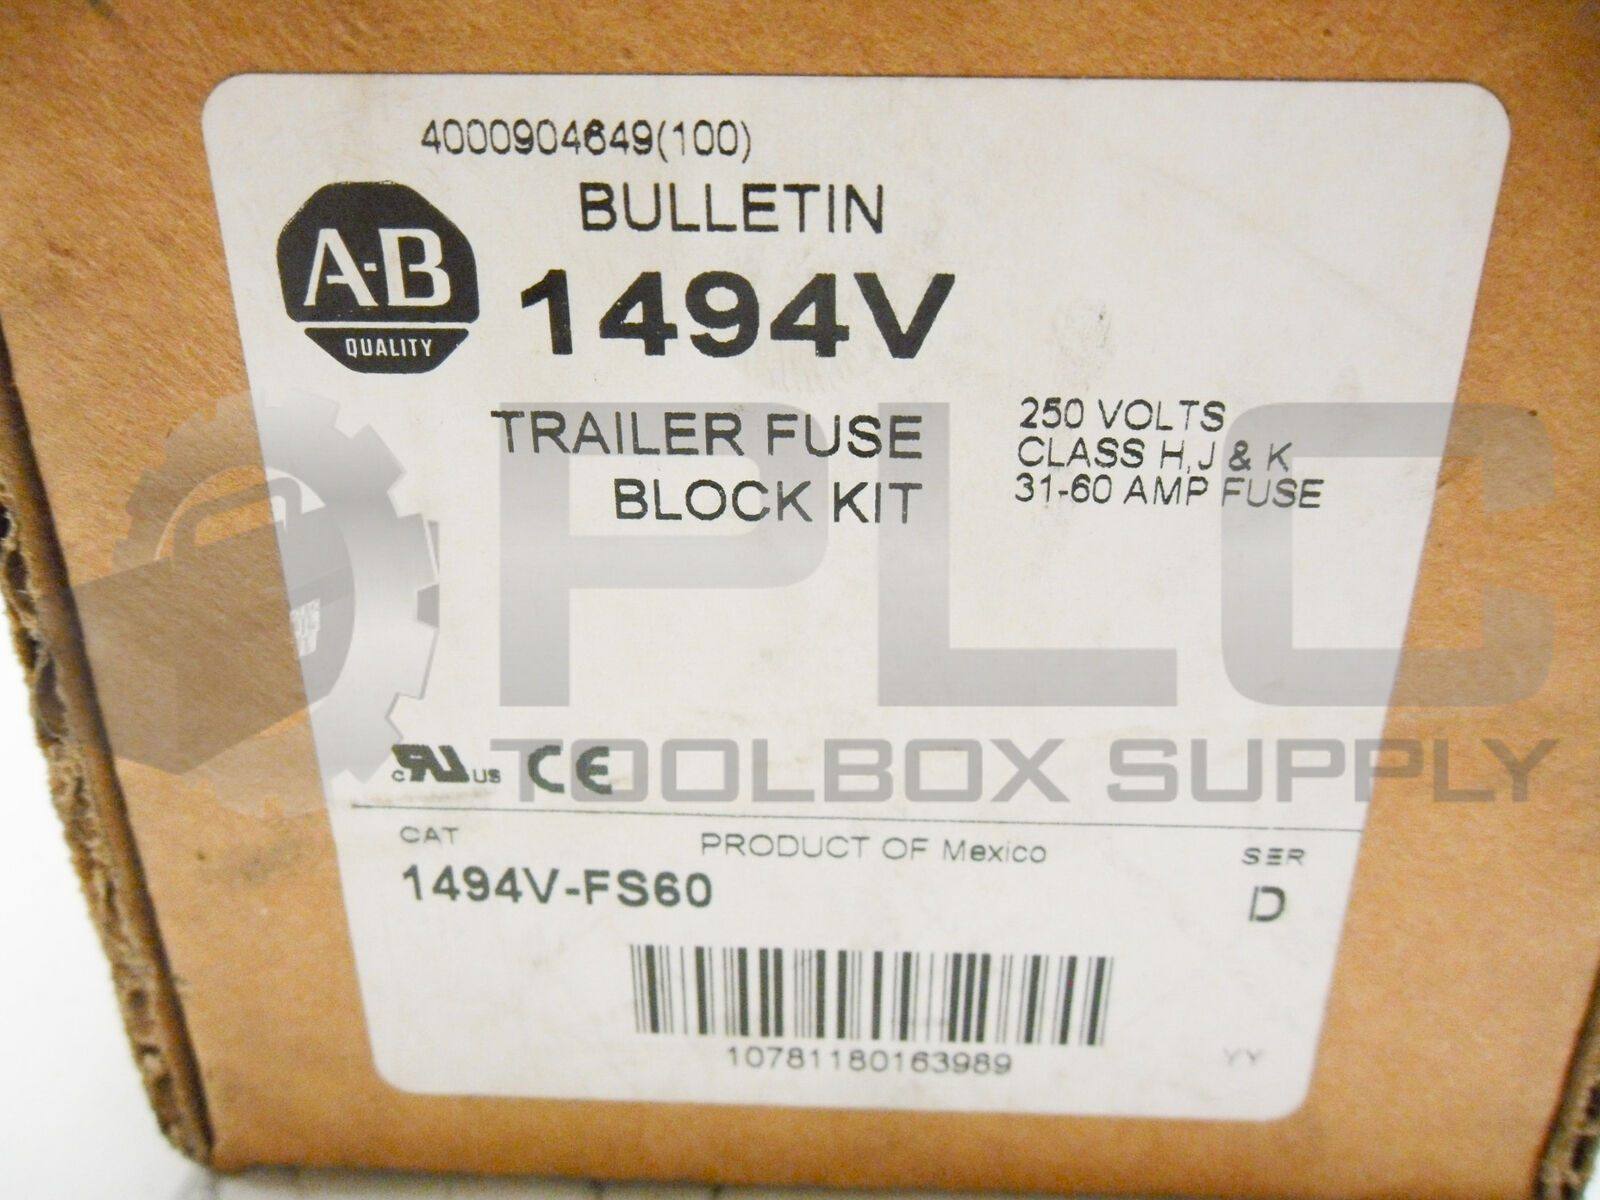 4000904649(100)
BULLETIN
A-B
QUALITY
1494V
TRAILER FUSE
BLOCK KIT
250 VOLTS
CLASS H,J & K
31-60 AMP FUSE
PLC
TOOLBOX SUPPLY
c RU US CE
CAT
PRODUCT OF Mexico
SER
1494V-FS60
D
10781180163989
YY